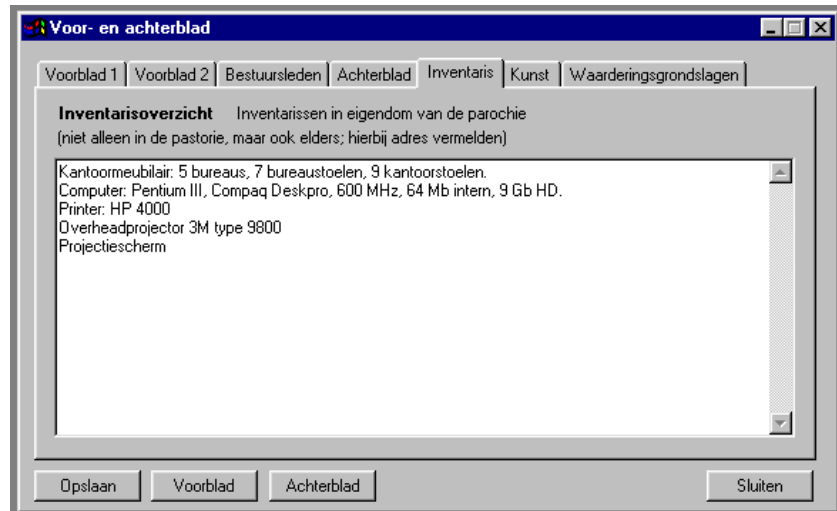 Voor- en achterblad
Voorblad 1 Voorblad 2 Bestuursleden Achterblad Inventaris Kunst Waarderingsgrondslagen
Inventarisoverzicht Inventarissen in eigendom van de parochie
(niet alleen in de pastorie, maar ook elders; hierbij adres vermelden)
Kantoormeubilair: 5 bureaus, 7 bureaustoelen, 9 kantoorstoelen.
Computer: Pentium III, Compaq Deskpro, 600 MHz, 64 Mb intern, 9 Gb HD.
Printer: HP 4000
Overheadprojector 3M type 9800
Projectiescherm
Opslaan Voorblad Achterblad Sluiten